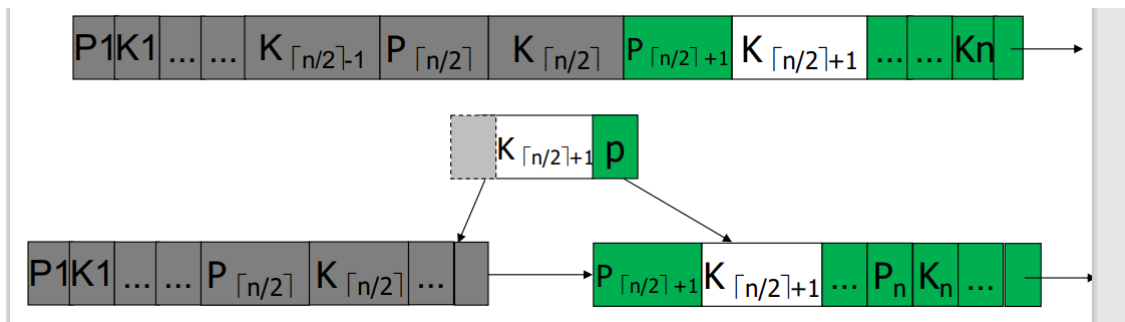 P1 K1 ... ... K⌈n/2⌉-1 P⌈n/2⌉ K⌈n/2⌉ P⌈n/2⌉+1 K⌈n/2⌉+1 ... ... Kn
K⌈n/2⌉+1 p
P1 K1 ... ... P⌈n/2⌉ K⌈n/2⌉ ... P⌈n/2⌉+1 K⌈n/2⌉+1 ... Pn Kn ...